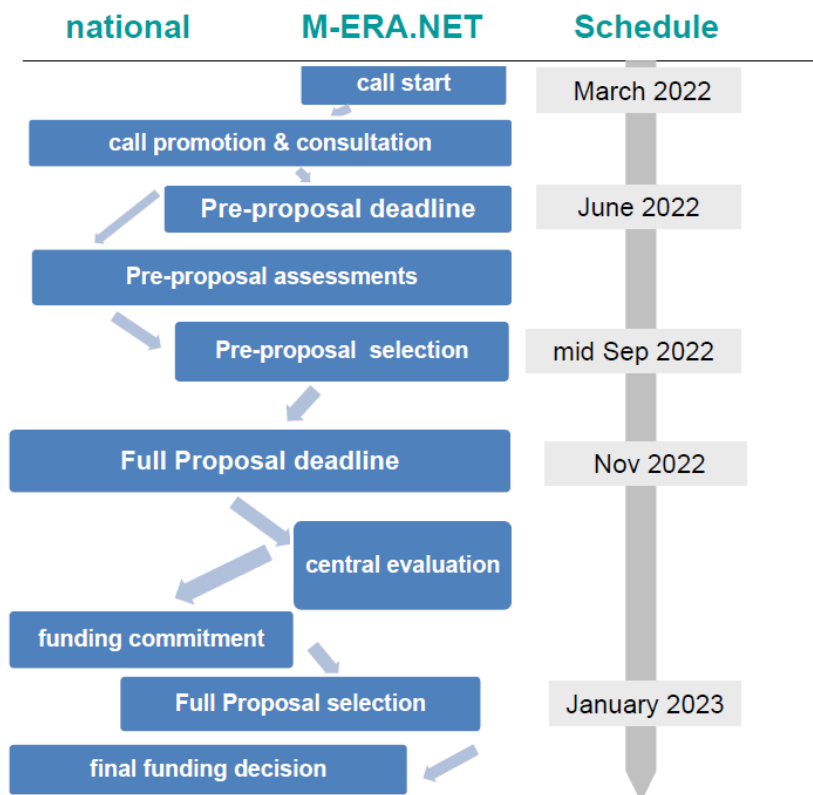 national M-ERA.NET Schedule
call start
March 2022
call promotion & consultation
Pre-proposal deadline
June 2022
Pre-proposal assessments
Pre-proposal selection
mid Sep 2022
Full Proposal deadline
Nov 2022
central evaluation
funding commitment
Full Proposal selection
January 2023
final funding decision